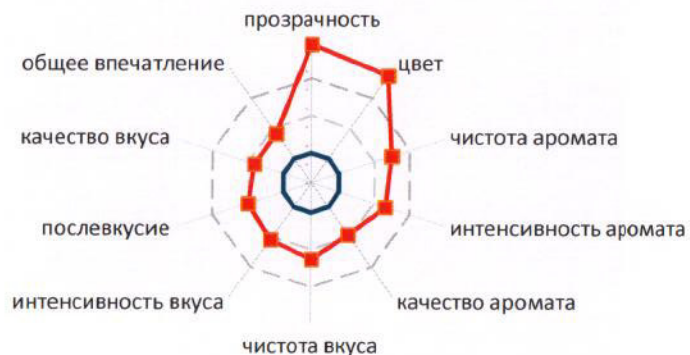 прозрачность
общее впечатление
цвет
качество вкуса
чистота аромата
послевкусие
интенсивность аромата
интенсивность вкуса
качество аромата
чистота вкуса